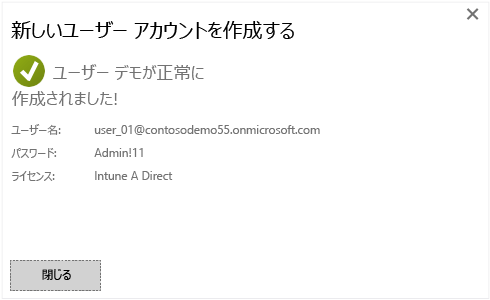 新しいユーザー アカウントを作成する
ユーザー デモが正常に
作成されました!
ユーザー名: user_01@contosodemo55.onmicrosoft.com
パスワード: Admin!11
ライセンス: Intune A Direct
閉じる